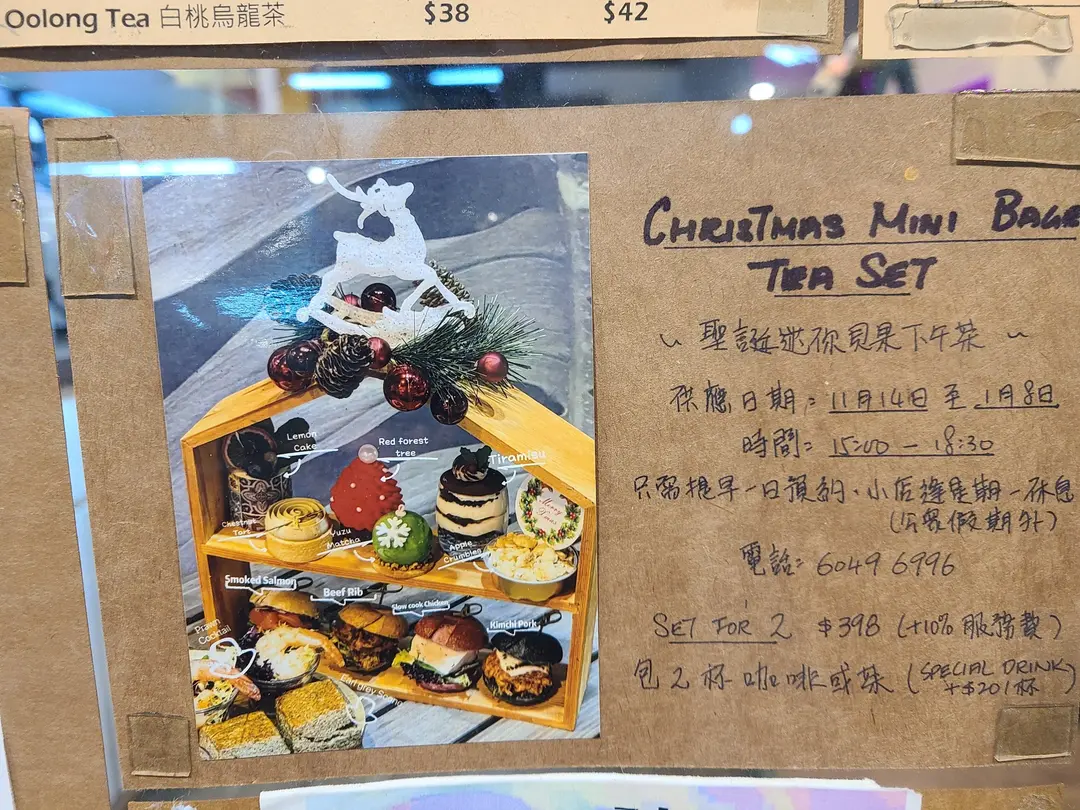 Oolong Tea 白桃烏龍茶 $38 $42
CHRISTMAS MINI BAGE
TEA SET
~ 聖誕迷你貝果下午茶 ~
供應日期: 11月14日 至 1月8日
時間: 15:00 - 18:30
只需提早一日預約, 小店逢星期一休息
(公眾假期外)
電話: 6049 6996
SET FOR 2 $398 (+10% 服務費)
包2杯咖啡或茶 (SPECIAL DRINK
+$20/杯)
Lemon
Cake
Red forest
tree
Tiramisu
Chestnut
Tart
Yuzu
Matcha
Apple
Crumbles
Merry
Smoked Salmon
Beef Rib
Slow cook Chicken
Kimchi Pork
Prawn
Cocktail
Earl grey